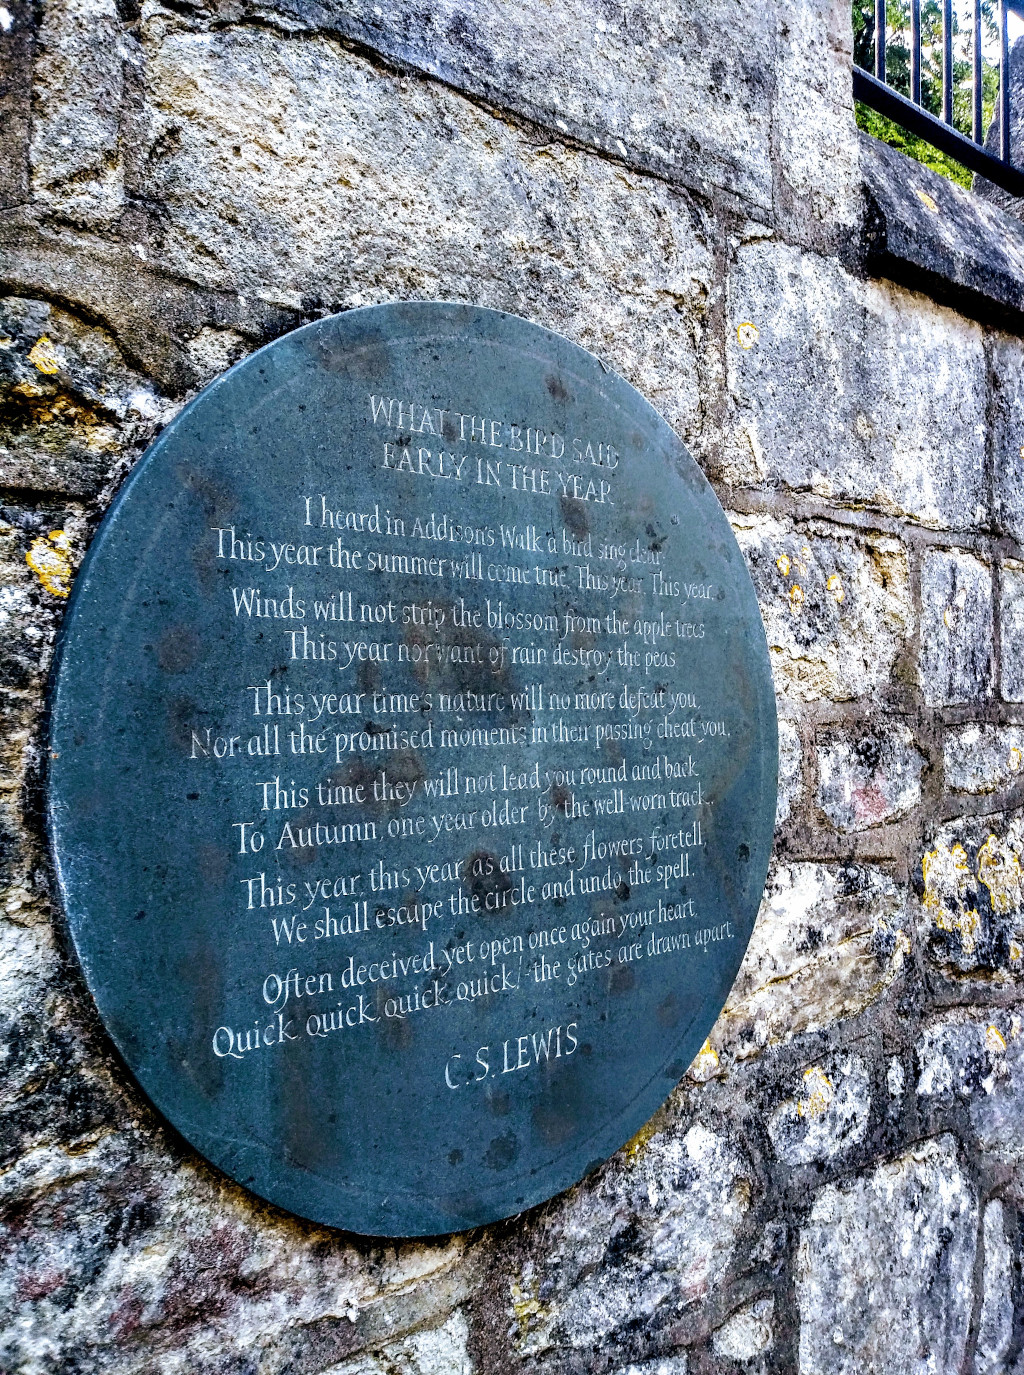 WHAT THE BIRD SAID
EARLY IN THE YEAR
I heard in Addison's Walk a bird sing clear
This year the summer will come true. This year. This year.
Winds will not strip the blossom from the apple trees
This year nor want of rain destroy the peas
This year time's nature will no more defeat you,
Nor all the promised moments in their passing cheat you.
This time they will not lead you round and back
To Autumn, one year older by the well-worn track.
This year, this year, as all these flowers foretell,
We shall escape the circle and undo the spell.
Often deceived, yet open once again your heart,
Quick, quick, quick, quick! - the gates are drawn apart.
C. S. LEWIS